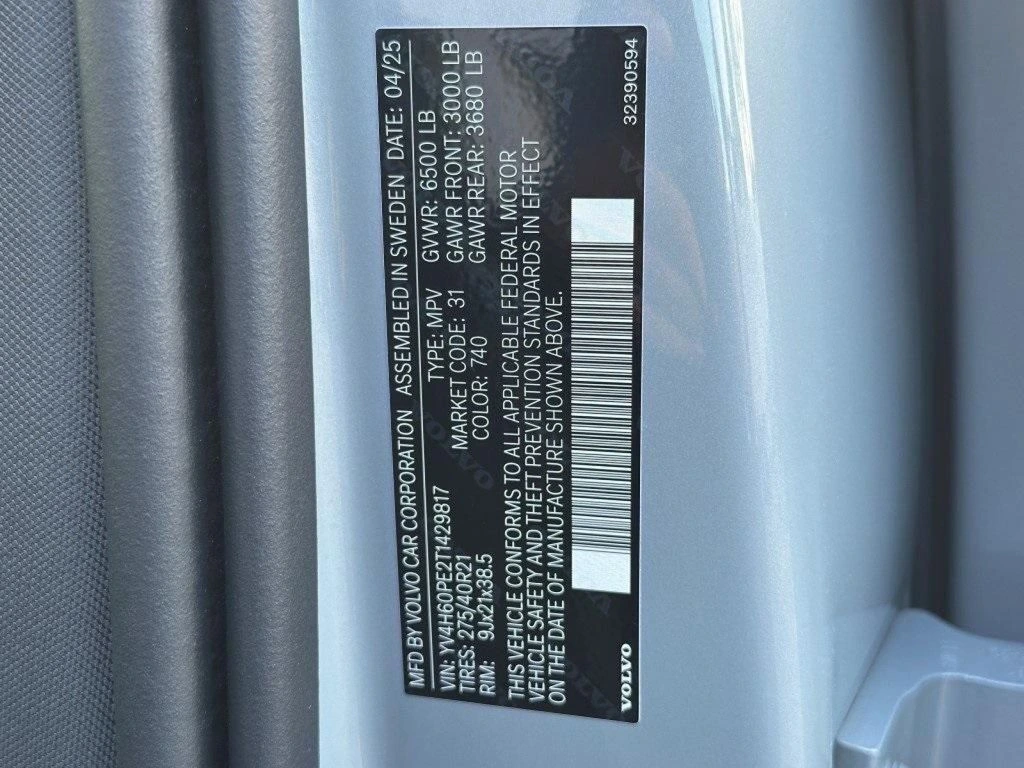 MFD BY VOLVO CAR CORPORATION ASSEMBLED IN SWEDEN DATE: 04/25
VIN: YV4H60PE2T1429817 TYPE: MPV GVWR: 6500 LB
TIRES: 275/40R21 MARKET CODE: 31 GAWR FRONT: 3000 LB
RIM: 9Jx21x38.5 COLOR: 740 GAWR REAR: 3680 LB
THIS VEHICLE CONFORMS TO ALL APPLICABLE FEDERAL MOTOR
VEHICLE SAFETY AND THEFT PREVENTION STANDARDS IN EFFECT
ON THE DATE OF MANUFACTURE SHOWN ABOVE.
VOLVO 32390594